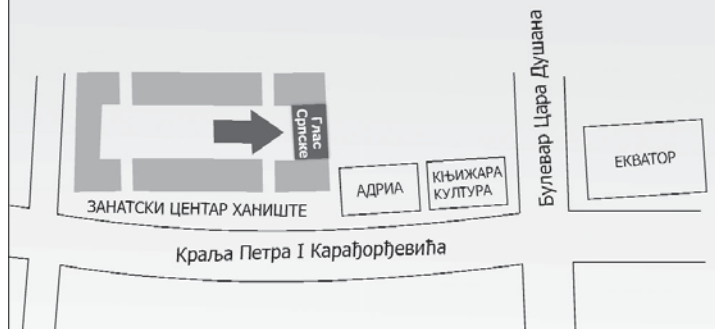 Булевар Цара Душана
Глас
Српске
ЕКВАТОР
АДРИА
КЊИЖАРА
КУЛТУРА
ЗАНАТСКИ ЦЕНТАР ХАНИШТЕ
Краља Петра I Карађорђевића